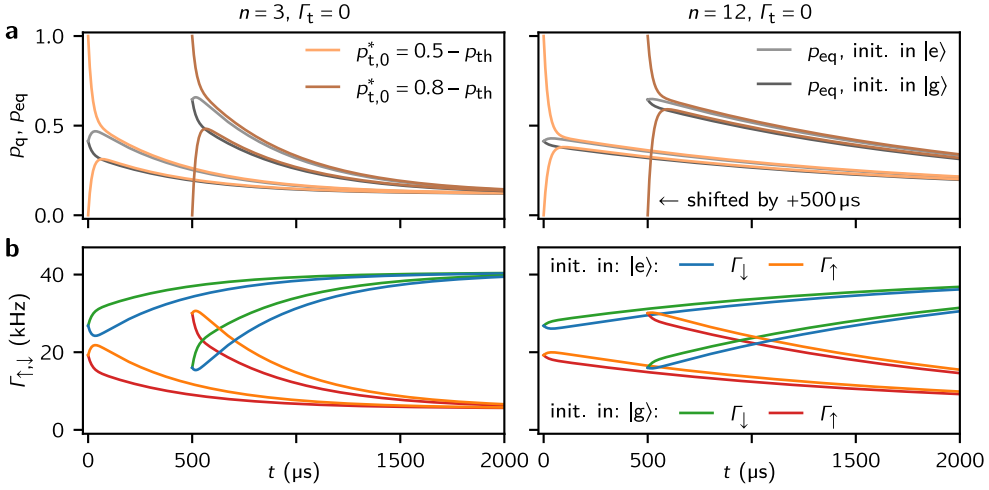 n = 3, Γt = 0
n = 12, Γt = 0
a
pq, peq
1.0
0.5
0.0
p*t,0 = 0.5 − pth
p*t,0 = 0.8 − pth
peq, init. in |e⟩
peq, init. in |g⟩
← shifted by +500 μs
b
Γ↑,↓ (kHz)
40
20
0
init. in: |e⟩: Γ↓ Γ↑
init. in: |g⟩: Γ↓ Γ↑
0 500 1000 1500 2000
0 500 1000 1500 2000
t (μs)
t (μs)